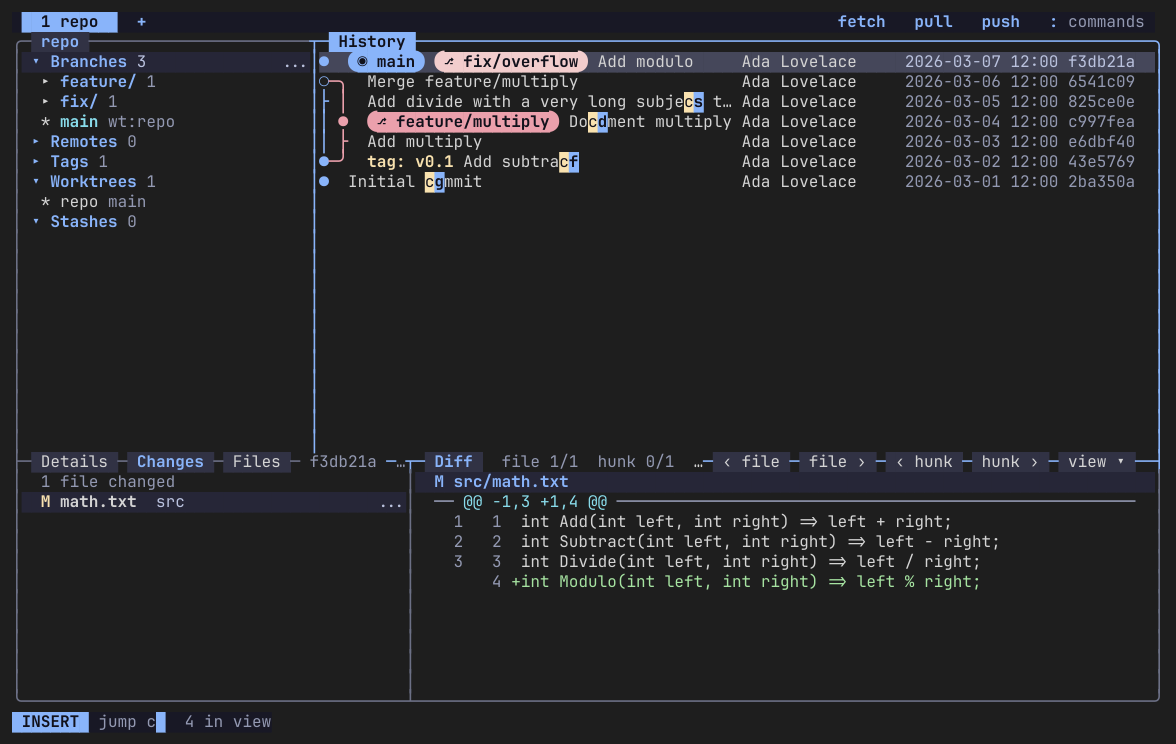 1 repo + fetch pull push : commands
repo History
▾ Branches 3 ... ◉ main ⎇ fix/overflow Add modulo Ada Lovelace 2026-03-07 12:00 f3db21a
▸ feature/ 1 Merge feature/multiply Ada Lovelace 2026-03-06 12:00 6541c09
▸ fix/ 1 Add divide with a very long subjecs t… Ada Lovelace 2026-03-05 12:00 825ce0e
* main wt:repo ⎇ feature/multiply Docdment multiply Ada Lovelace 2026-03-04 12:00 c997fea
▸ Remotes 0 Add multiply Ada Lovelace 2026-03-03 12:00 e6dbf40
▸ Tags 1 tag: v0.1 Add subtracf Ada Lovelace 2026-03-02 12:00 43e5769
▾ Worktrees 1 Initial cgmmit Ada Lovelace 2026-03-01 12:00 2ba350a
* repo main
▾ Stashes 0
Details Changes Files f3db21a … Diff file 1/1 hunk 0/1 … ‹ file file › ‹ hunk hunk › view ▾
1 file changed M src/math.txt
M math.txt src ... @@ -1,3 +1,4 @@
1 1 int Add(int left, int right) => left + right;
2 2 int Subtract(int left, int right) => left - right;
3 3 int Divide(int left, int right) => left / right;
4 +int Modulo(int left, int right) => left % right;
INSERT jump c 4 in view